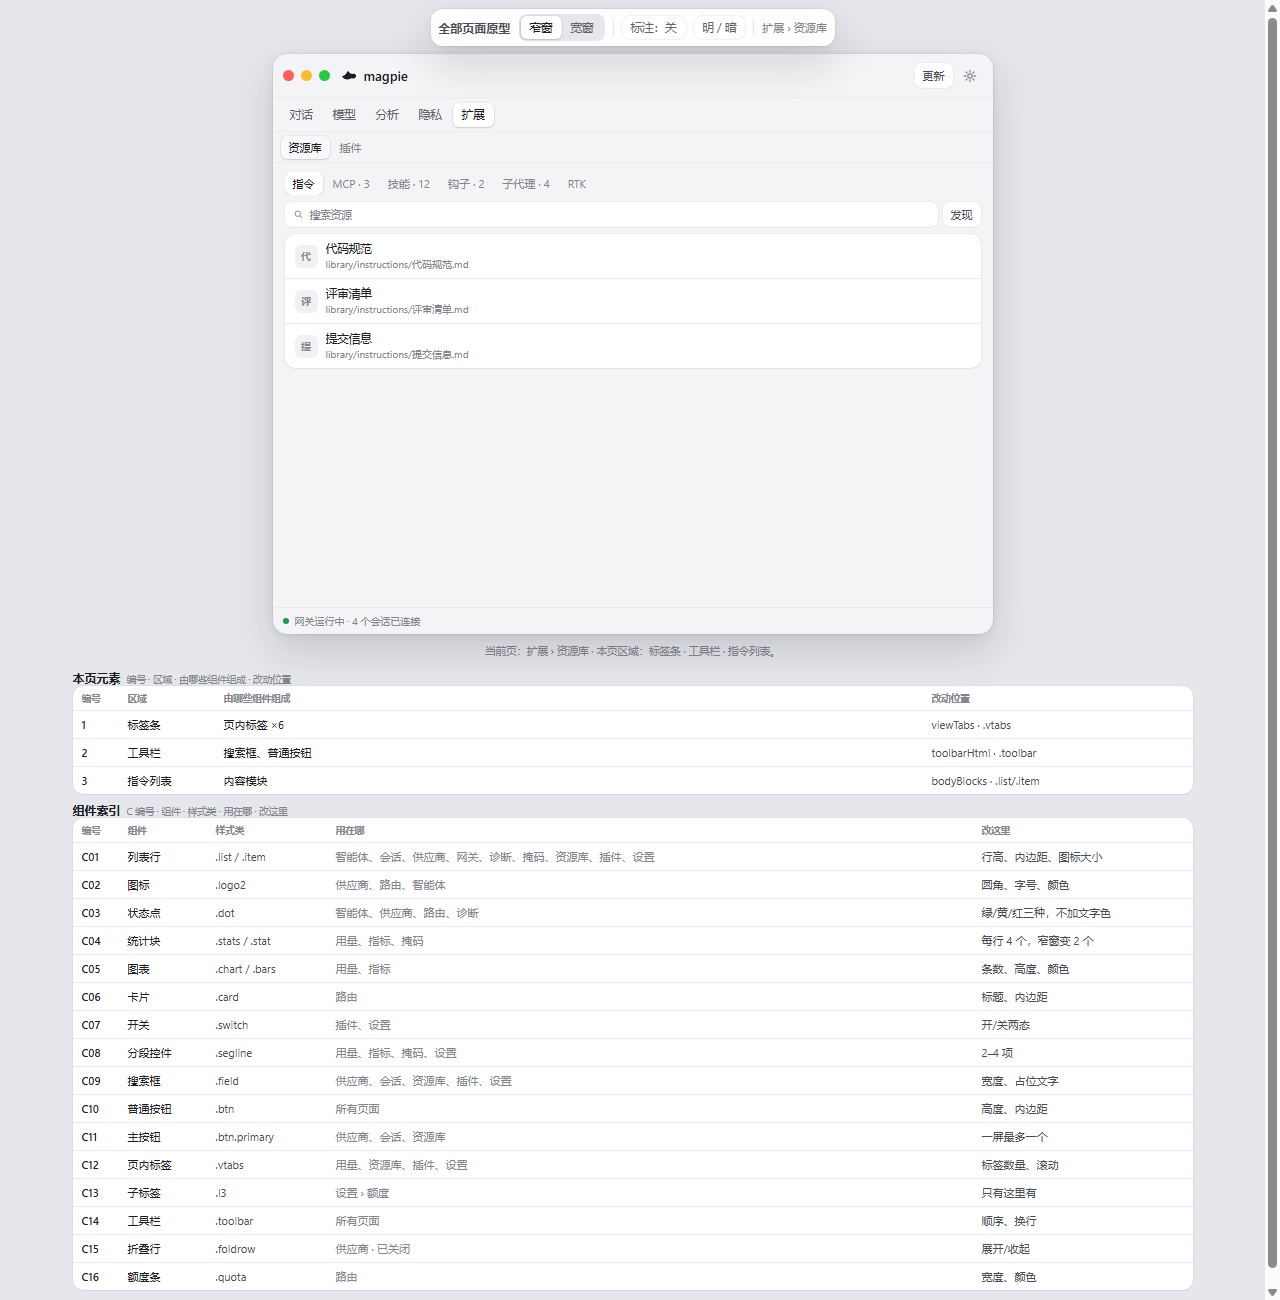 全部页面原型 窄窗 宽窗 标注：关 明 / 暗 扩展 › 资源库
magpie 更新
对话 模型 分析 隐私 扩展
资源库 插件
指令 MCP · 3 技能 · 12 钩子 · 2 子代理 · 4 RTK
搜索资源 发现
代 代码规范
library/instructions/代码规范.md
评 评审清单
library/instructions/评审清单.md
提 提交信息
library/instructions/提交信息.md
网关运行中 · 4 个会话已连接
当前页：扩展 › 资源库 · 本页区域：标签条 · 工具栏 · 指令列表。
本页元素 编号 · 区域 · 由哪些组件组成 · 改动位置
编号 区域 由哪些组件组成 改动位置
1 标签条 页内标签 ×6 viewTabs · .vtabs
2 工具栏 搜索框、普通按钮 toolbarHtml · .toolbar
3 指令列表 内容模块 bodyBlocks · .list/.item
组件索引 C 编号 · 组件 · 样式类 · 用在哪 · 改这里
编号 组件 样式类 用在哪 改这里
C01 列表行 .list / .item 智能体、会话、供应商、网关、诊断、掩码、资源库、插件、设置 行高、内边距、图标大小
C02 图标 .logo2 供应商、路由、智能体 圆角、字号、颜色
C03 状态点 .dot 智能体、供应商、路由、诊断 绿/黄/红三种，不加文字色
C04 统计块 .stats / .stat 用量、指标、掩码 每行 4 个，窄窗变 2 个
C05 图表 .chart / .bars 用量、指标 条数、高度、颜色
C06 卡片 .card 路由 标题、内边距
C07 开关 .switch 插件、设置 开/关两态
C08 分段控件 .segline 用量、指标、掩码、设置 2–4 项
C09 搜索框 .field 供应商、会话、资源库、插件、设置 宽度、占位文字
C10 普通按钮 .btn 所有页面 高度、内边距
C11 主按钮 .btn.primary 供应商、会话、资源库 一屏最多一个
C12 页内标签 .vtabs 用量、资源库、插件、设置 标签数量、滚动
C13 子标签 .l3 设置 › 额度 只有这里有
C14 工具栏 .toolbar 所有页面 顺序、换行
C15 折叠行 .foldrow 供应商 · 已关闭 展开/收起
C16 额度条 .quota 路由 宽度、颜色